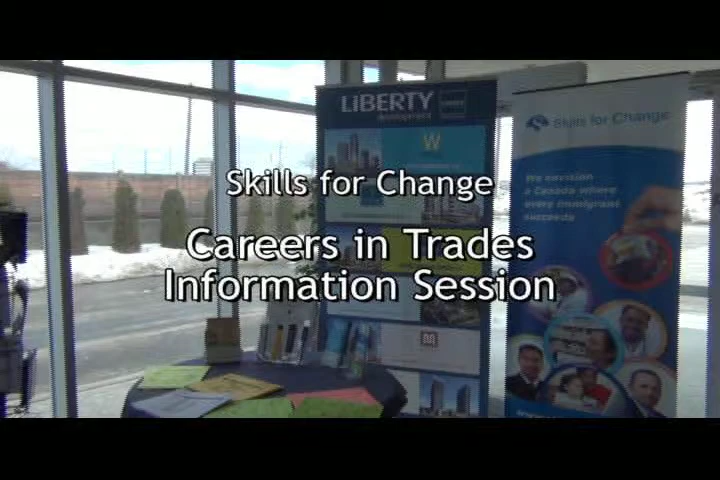 LiBERTY
development
W
Skills for Change
We envision
a Canada where
every immigrant
succeeds
Skills for Change
Careers in Trades
Information Session